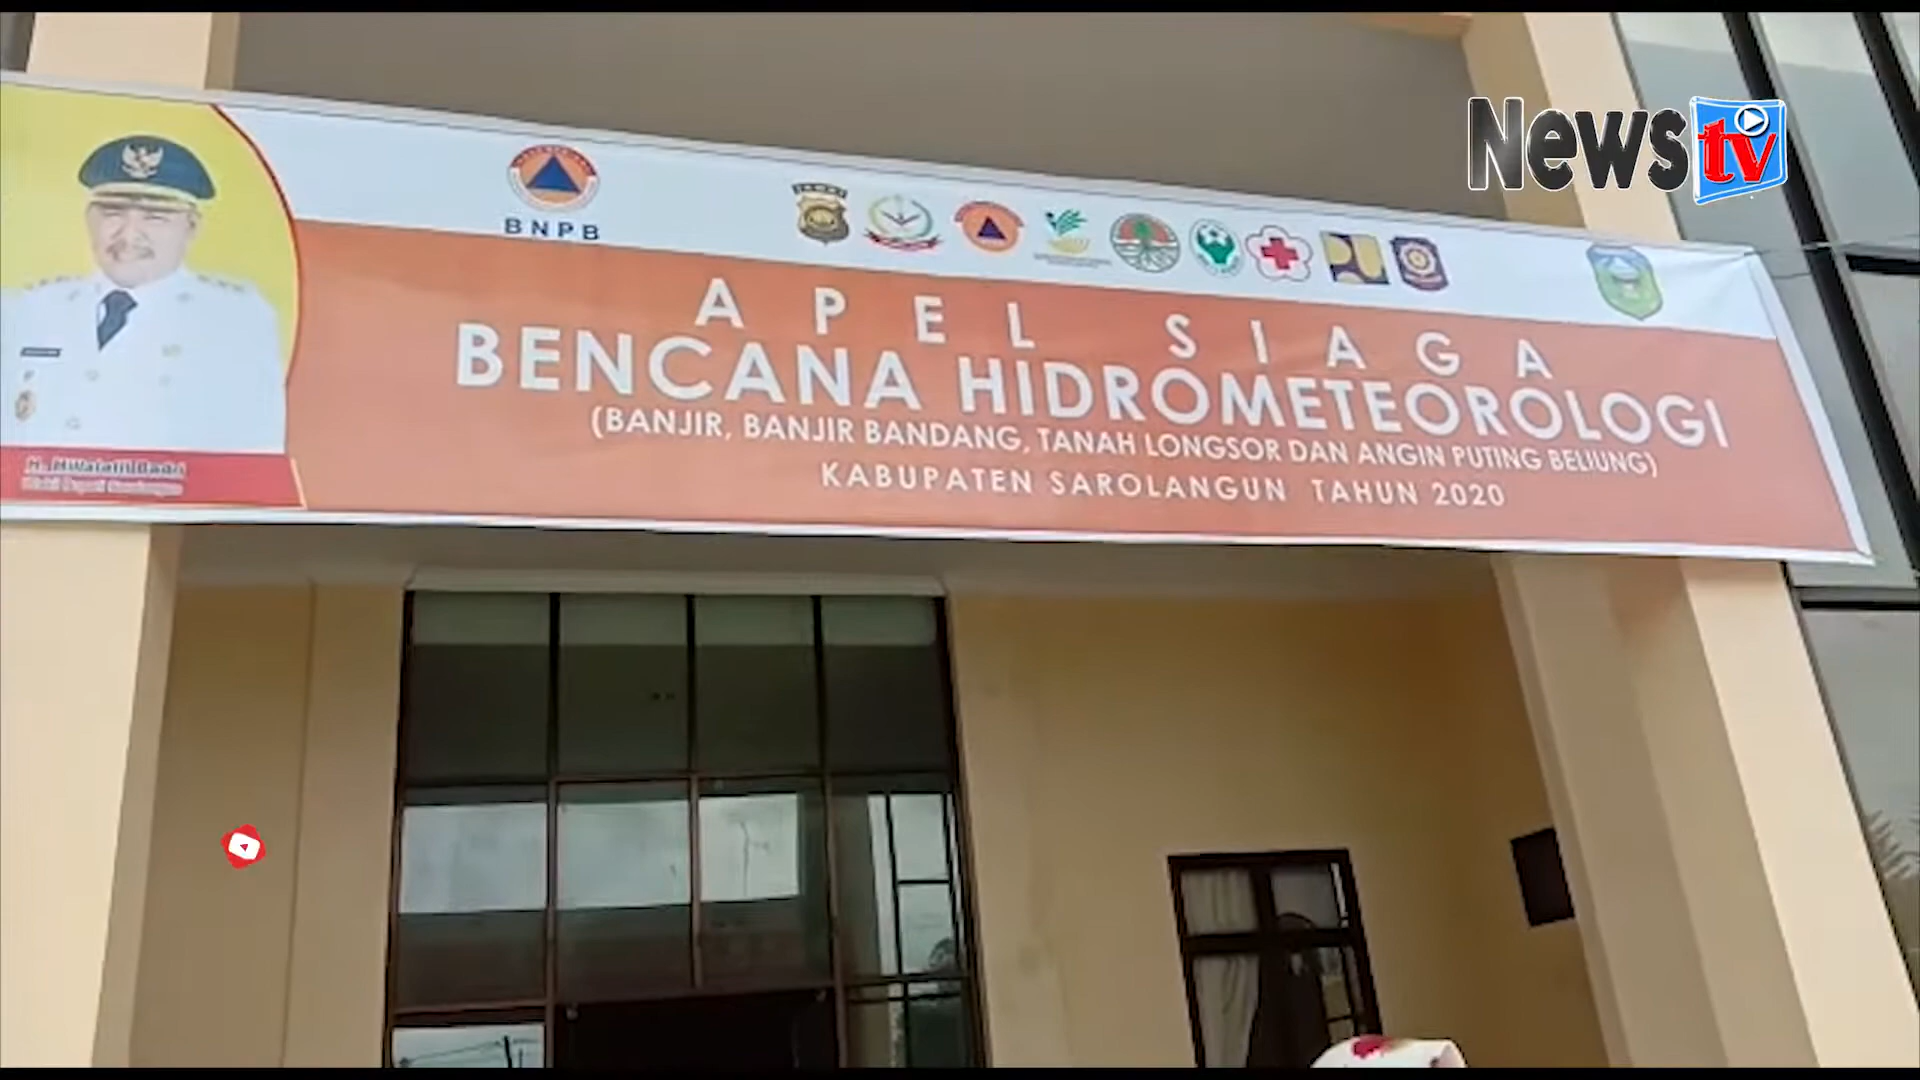 News tv
BNPB
APEL SIAGA
BENCANA HIDROMETEOROLOGI
(BANJIR, BANJIR BANDANG, TANAH LONGSOR DAN ANGIN PUTING BELIUNG)
KABUPATEN SAROLANGUN TAHUN 2020